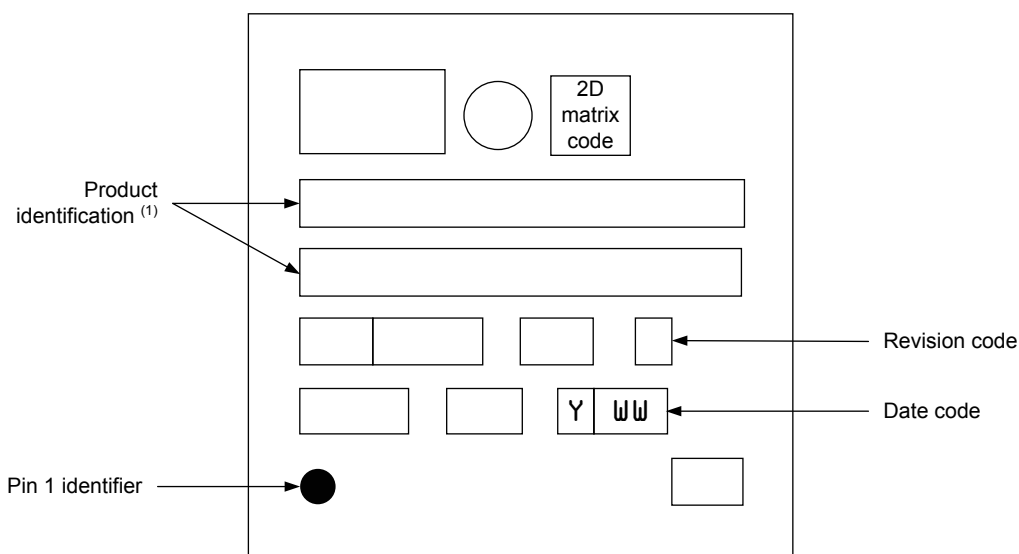 2D
matrix
code
Product
identification (1)
Revision code
Y WW
Date code
Pin 1 identifier